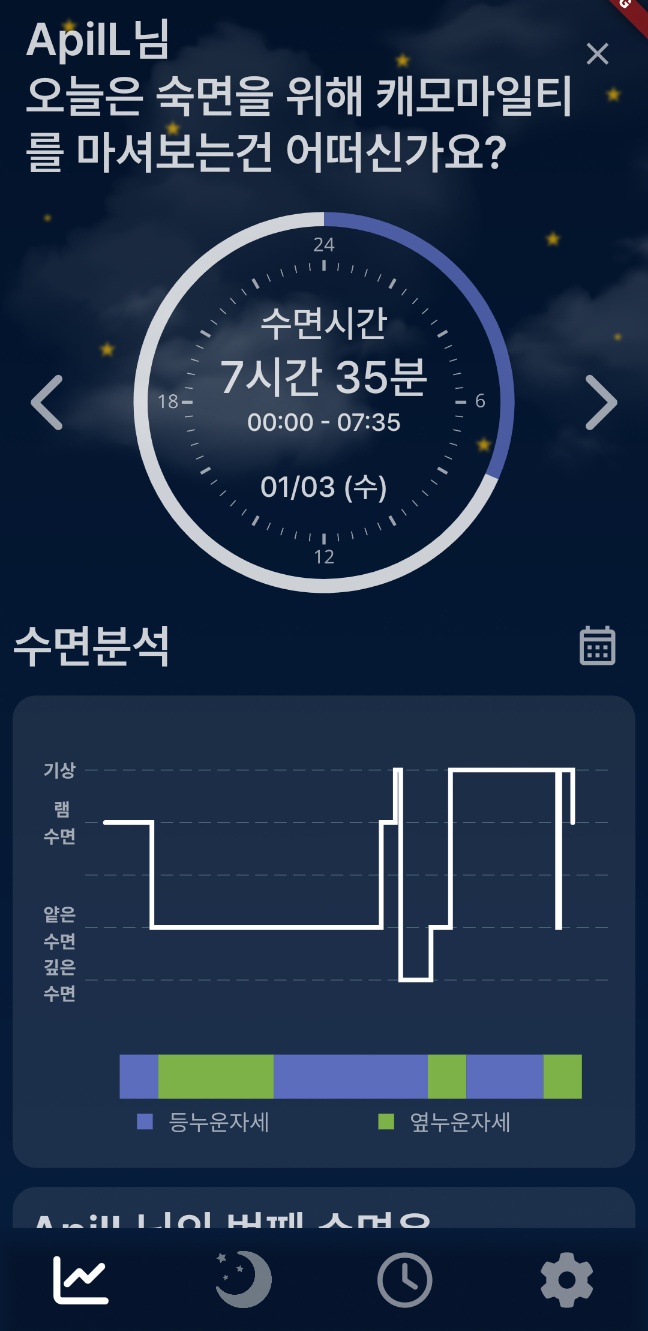 ApilL님
오늘은 숙면을 위해 캐모마일티
를 마셔보는건 어떠신가요?
24
수면시간
7시간 35분
18
6
00:00 - 07:35
01/03 (수)
12
수면분석
기상
램
수면
얕은
수면
깊은
수면
등누운자세
옆누운자세